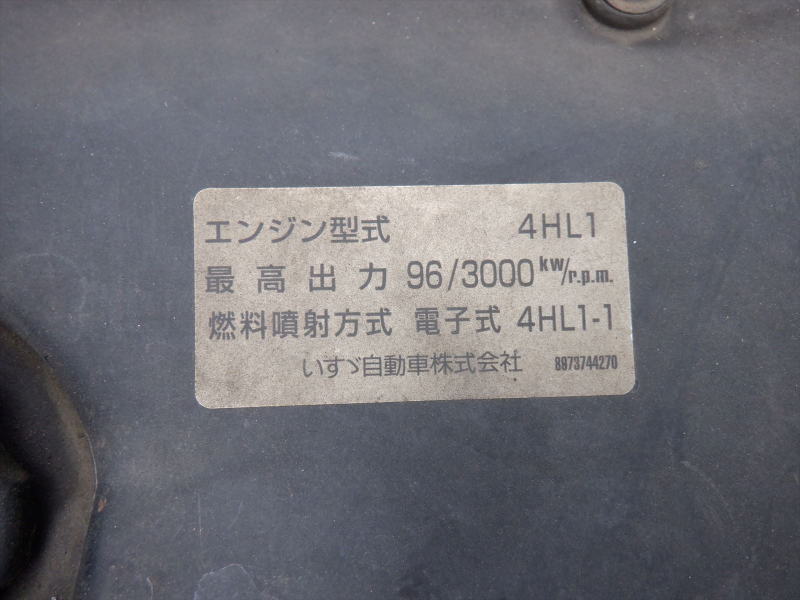 エンジン型式 4HL1
最高出力 96/3000 kw/r.p.m.
燃料噴射方式 電子式 4HL1-1
いすゞ自動車株式会社 8973744270